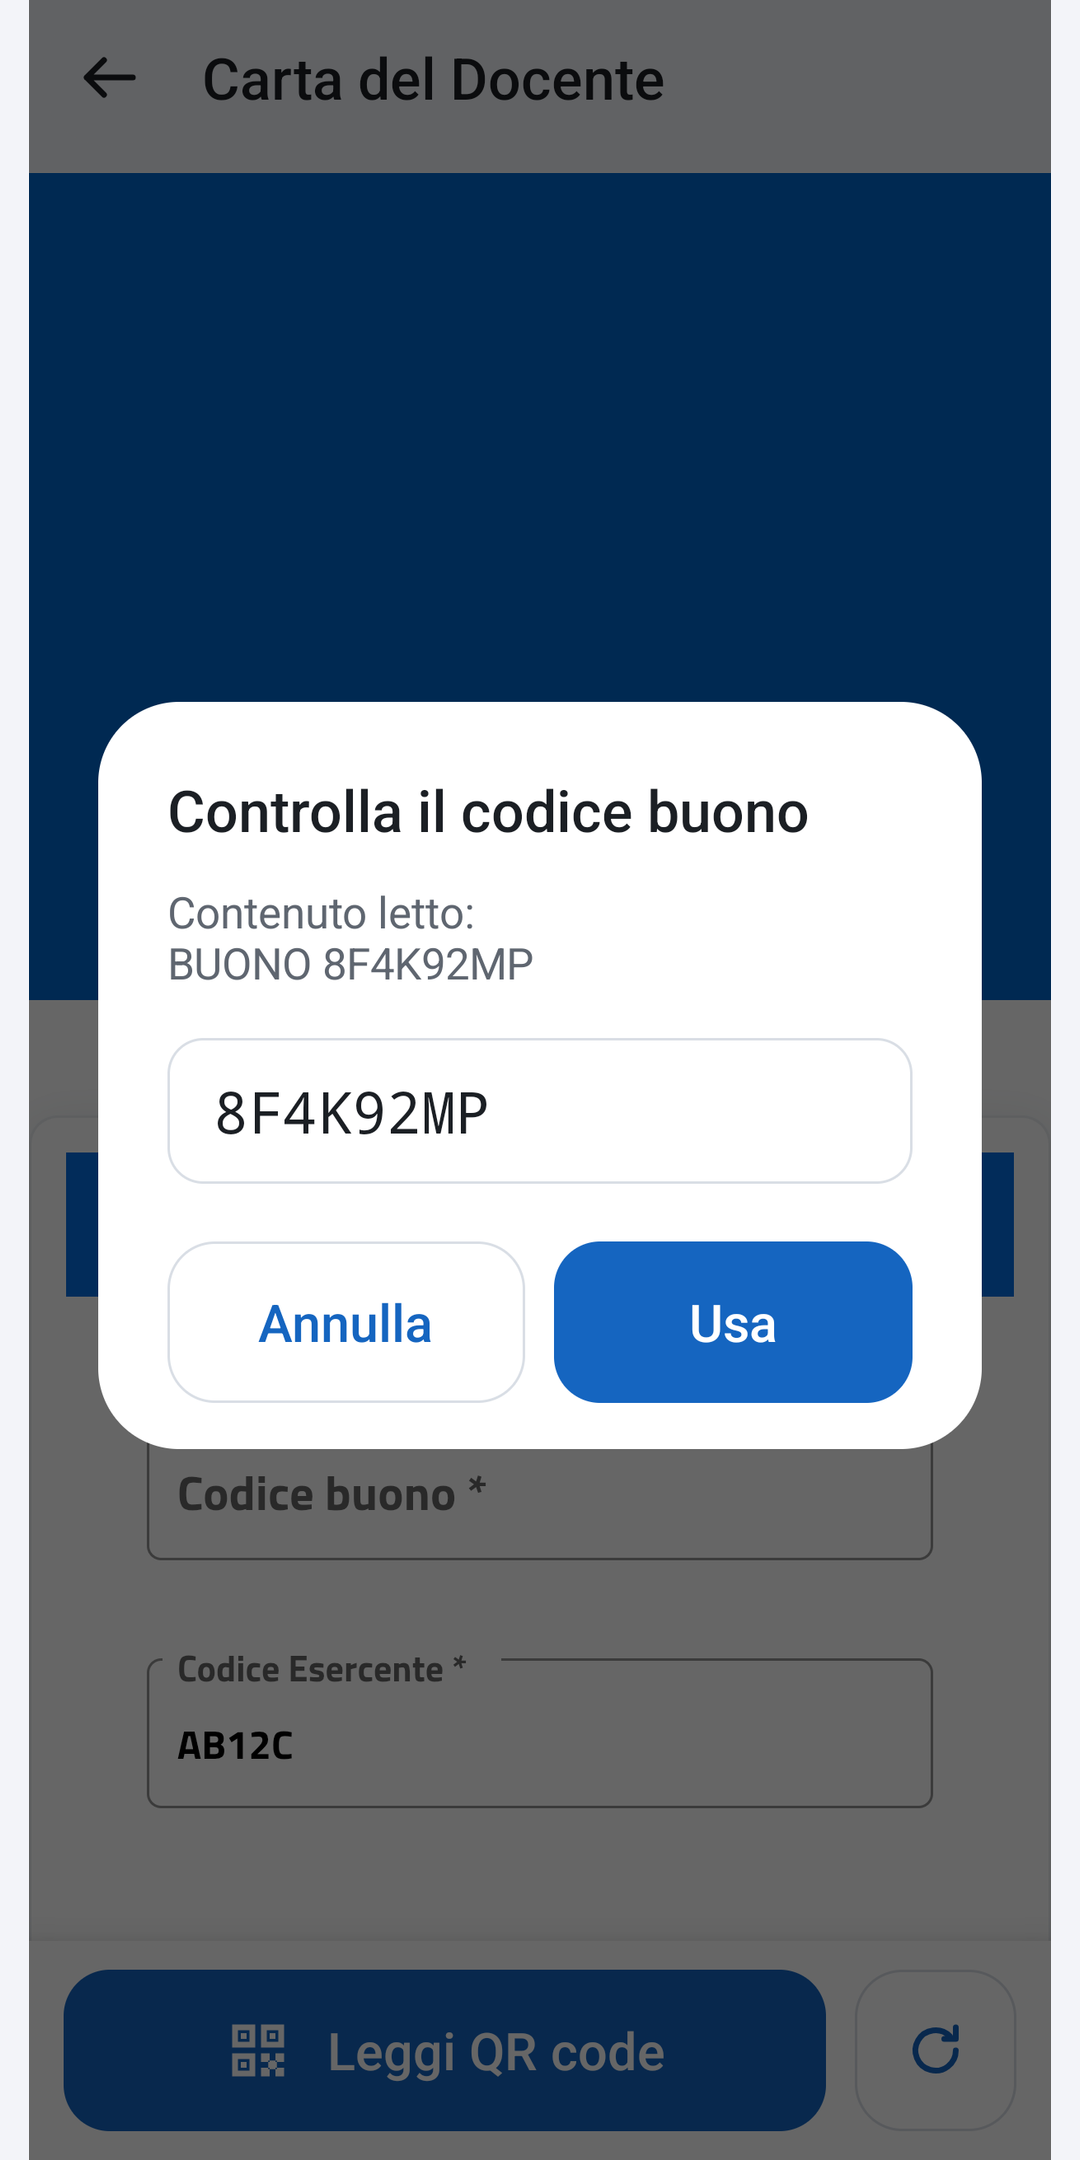 Carta del Docente
Controlla il codice buono
Contenuto letto:
BUONO 8F4K92MP
8F4K92MP
Annulla
Usa
Codice buono *
Codice Esercente *
AB12C
Leggi QR code